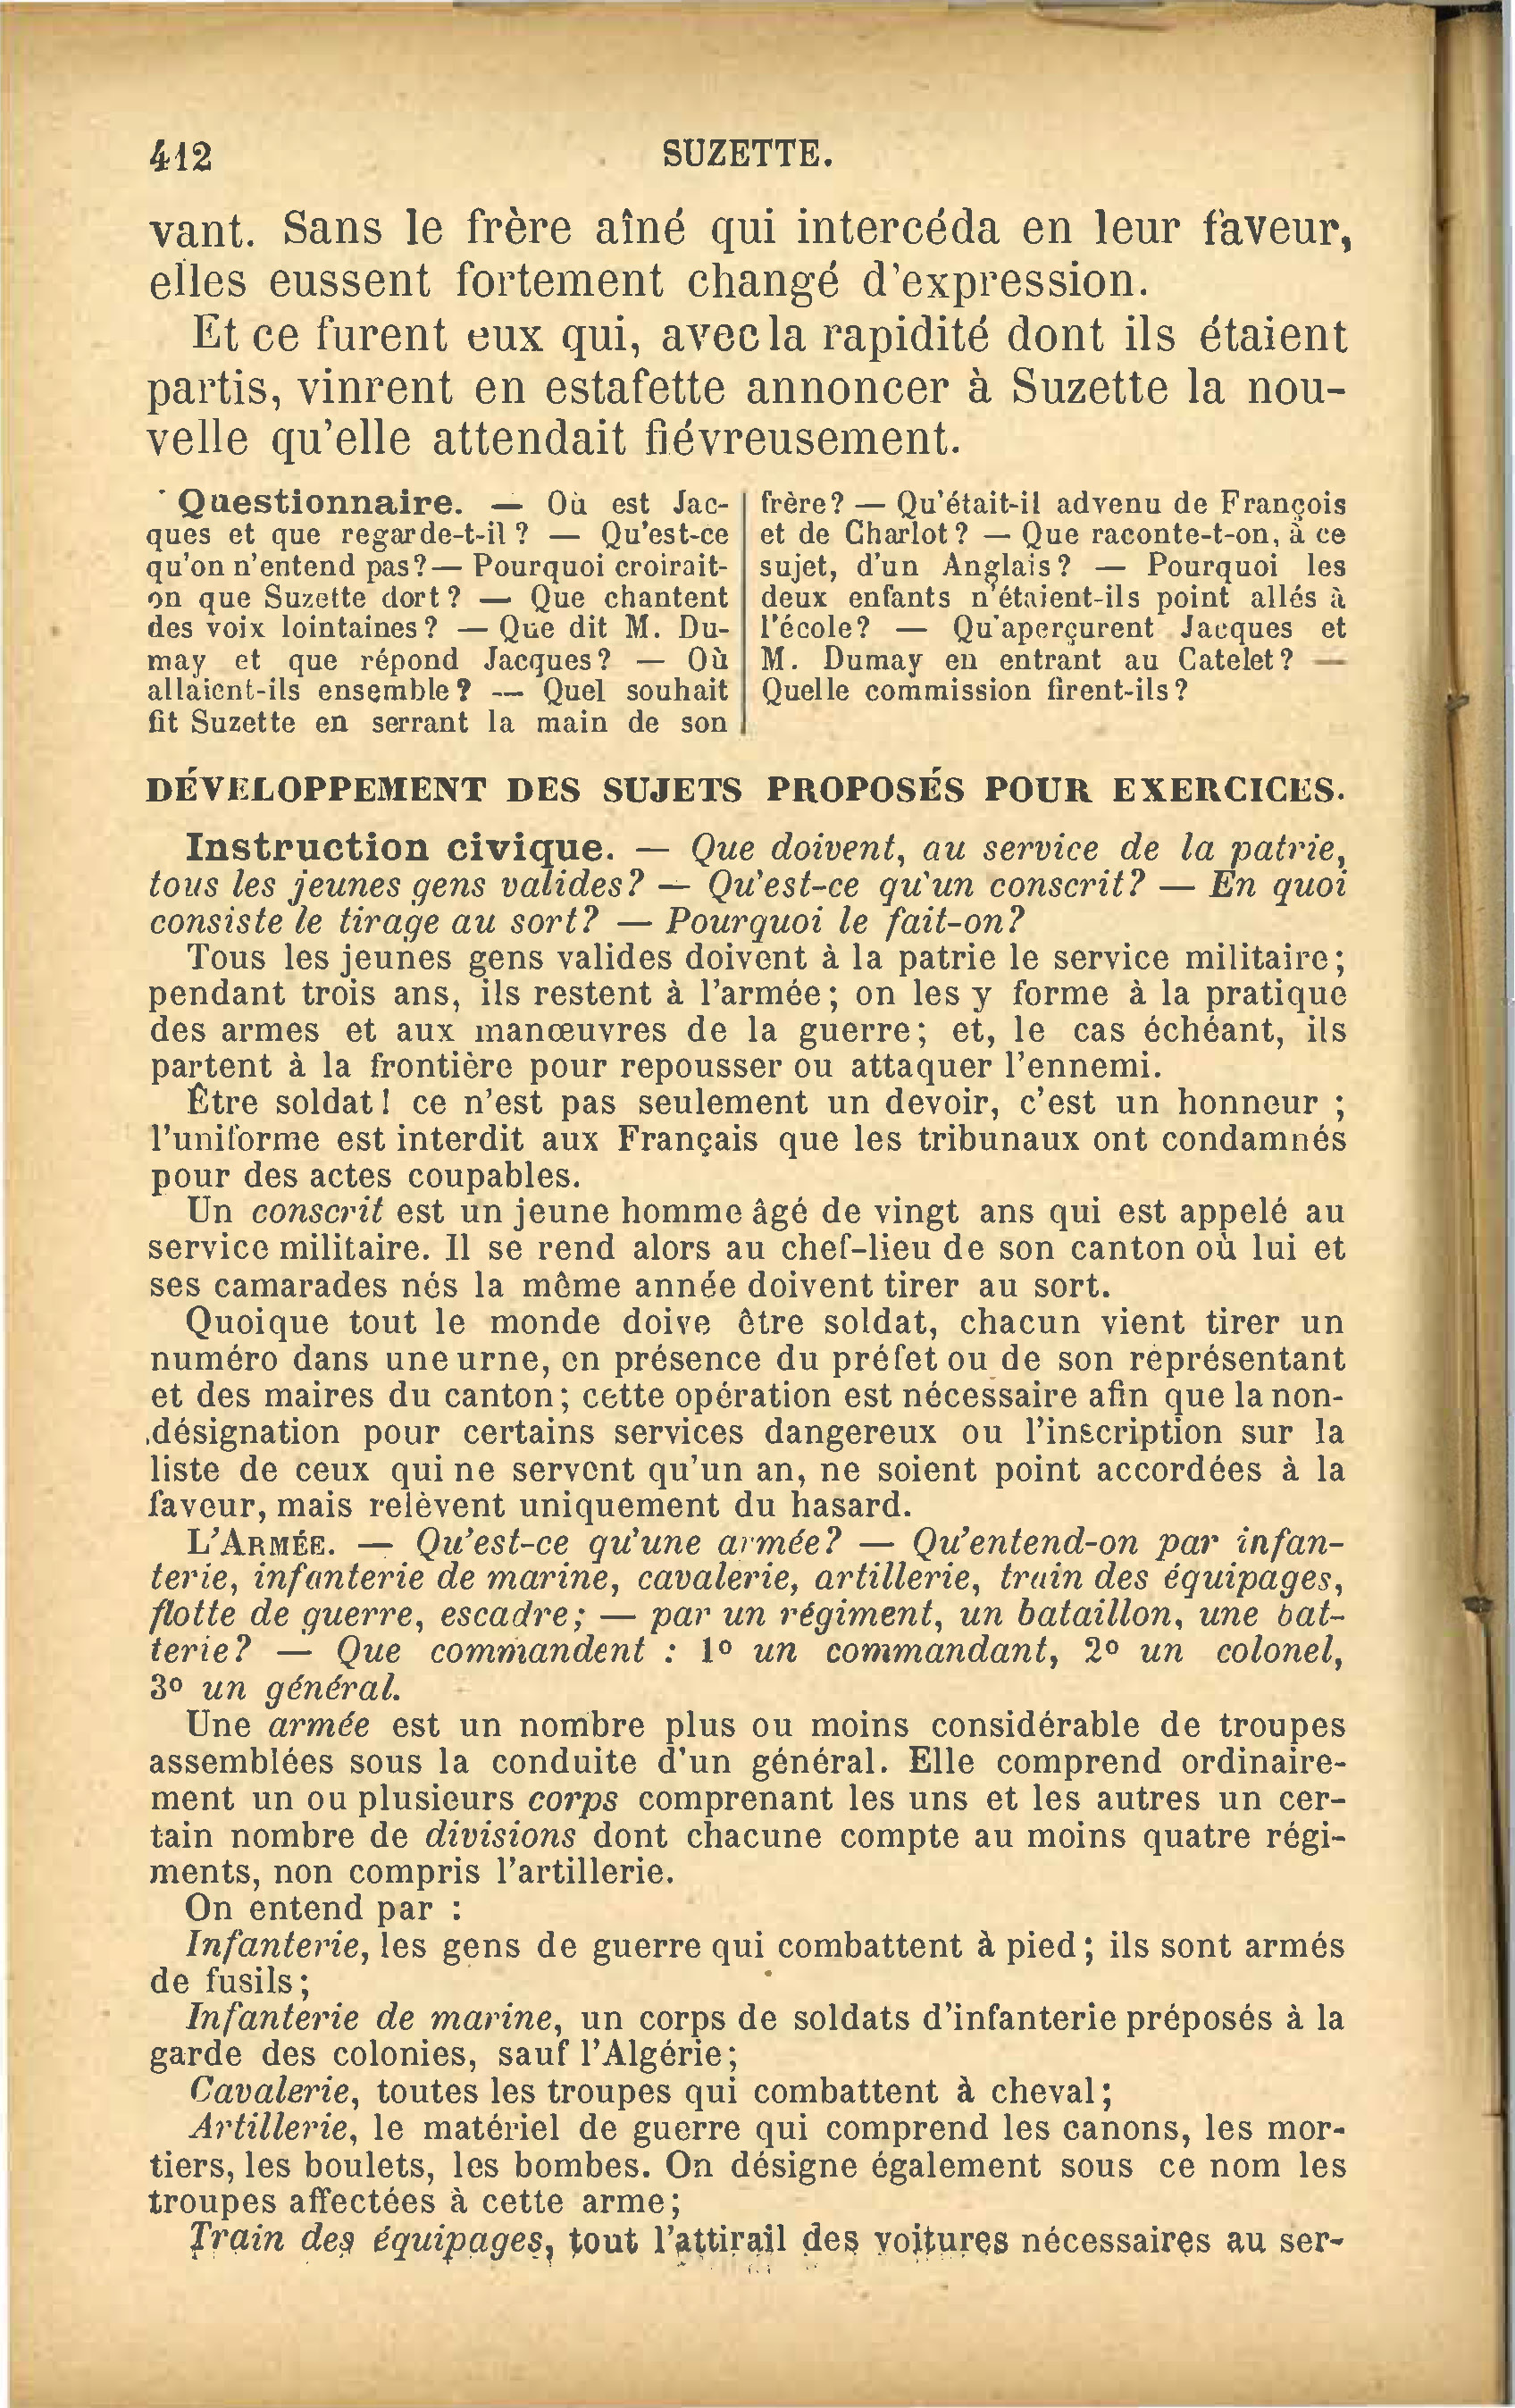 412
SUZETTE.
vant. Sans le frère aîné qui intercéda en leur faveur,
elles eussent fortement changé d'expression.
Et ce furent eux qui, avec la rapidité dont ils étaient
partis, vinrent en estafette annoncer à Suzette la nou-
velle qu'elle attendait fiévreusement.
Questionnaire. — Où est Jac-
ques et que regarde-t-il? — Qu'est-ce
qu'on n'entend pas? — Pourquoi croirait-
on que Suzette dort? — Que chantent
des voix lointaines? — Que dit M. Du-
may et que répond Jacques? — Où
allaient-ils ensemble? — Quel souhait
fit Suzette en serrant la main de son
frère? — Qu'était-il advenu de François
et de Charlot? — Que raconte-t-on, à ce
sujet, d'un Anglais? — Pourquoi les
deux enfants n'étaient-ils point allés à
l'école? — Qu'aperçurent Jacques et
M. Dumay en entrant au Catelet? —
Quelle commission firent-ils?
DÉVELOPPEMENT DES SUJETS PROPOSÉS POUR EXERCICES.
Instruction civique. — Que doivent, au service de la patrie,
tous les jeunes gens valides? — Qu'est-ce qu'un conscrit? — En quoi
consiste le tirage au sort? — Pourquoi le fait-on?
Tous les jeunes gens valides doivent à la patrie le service militaire;
pendant trois ans, ils restent à l'armée; on les y forme à la pratique
des armes et aux manœuvres de la guerre; et, le cas échéant, ils
partent à la frontière pour repousser ou attaquer l'ennemi.
Être soldat! ce n'est pas seulement un devoir, c'est un honneur ;
l'uniforme est interdit aux Français que les tribunaux ont condamnés
pour des actes coupables.
Un conscrit est un jeune homme âgé de vingt ans qui est appelé au
service militaire. Il se rend alors au chef-lieu de son canton où lui et
ses camarades nés la même année doivent tirer au sort.
Quoique tout le monde doive être soldat, chacun vient tirer un
numéro dans une urne, en présence du préfet ou de son représentant
et des maires du canton; cette opération est nécessaire afin que la non-
désignation pour certains services dangereux ou l'inscription sur la
liste de ceux qui ne servent qu'un an, ne soient point accordées à la
faveur, mais relèvent uniquement du hasard.
L'ARMÉE. — Qu'est-ce qu'une armée? — Qu'entend-on par infan-
terie, infanterie de marine, cavalerie, artillerie, train des équipages,
flotte de guerre, escadre; — par un régiment, un bataillon, une bat-
terie? — Que commandent : 1º un commandant, 2º un colonel,
3º un général.
Une armée est un nombre plus ou moins considérable de troupes
assemblées sous la conduite d'un général. Elle comprend ordinaire-
ment un ou plusieurs corps comprenant les uns et les autres un cer-
tain nombre de divisions dont chacune compte au moins quatre régi-
ments, non compris l'artillerie.
On entend par :
Infanterie, les gens de guerre qui combattent à pied; ils sont armés
de fusils;
Infanterie de marine, un corps de soldats d'infanterie préposés à la
garde des colonies, sauf l'Algérie;
Cavalerie, toutes les troupes qui combattent à cheval;
Artillerie, le matériel de guerre qui comprend les canons, les mor-
tiers, les boulets, les bombes. On désigne également sous ce nom les
troupes affectées à cette arme;
Train des équipages, tout l'attirail des voitures nécessaires au ser-